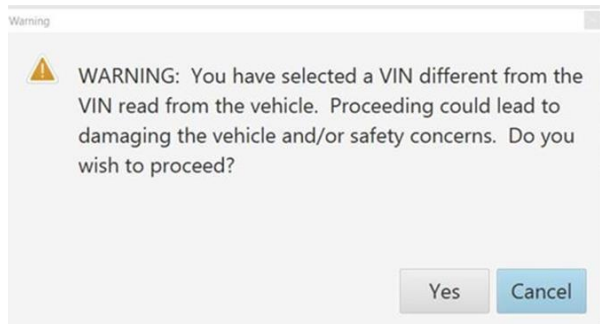 Warning
WARNING: You have selected a VIN different from the
VIN read from the vehicle. Proceeding could lead to
damaging the vehicle and/or safety concerns. Do you
wish to proceed?
Yes
Cancel